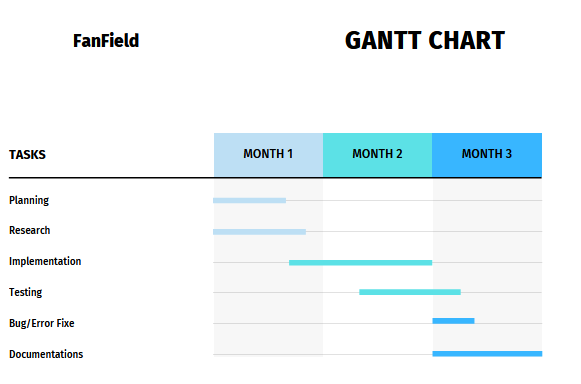 FanField
GANTT CHART
TASKS
MONTH 1
MONTH 2
MONTH 3
Planning
Research
Implementation
Testing
Bug/Error Fixe
Documentations